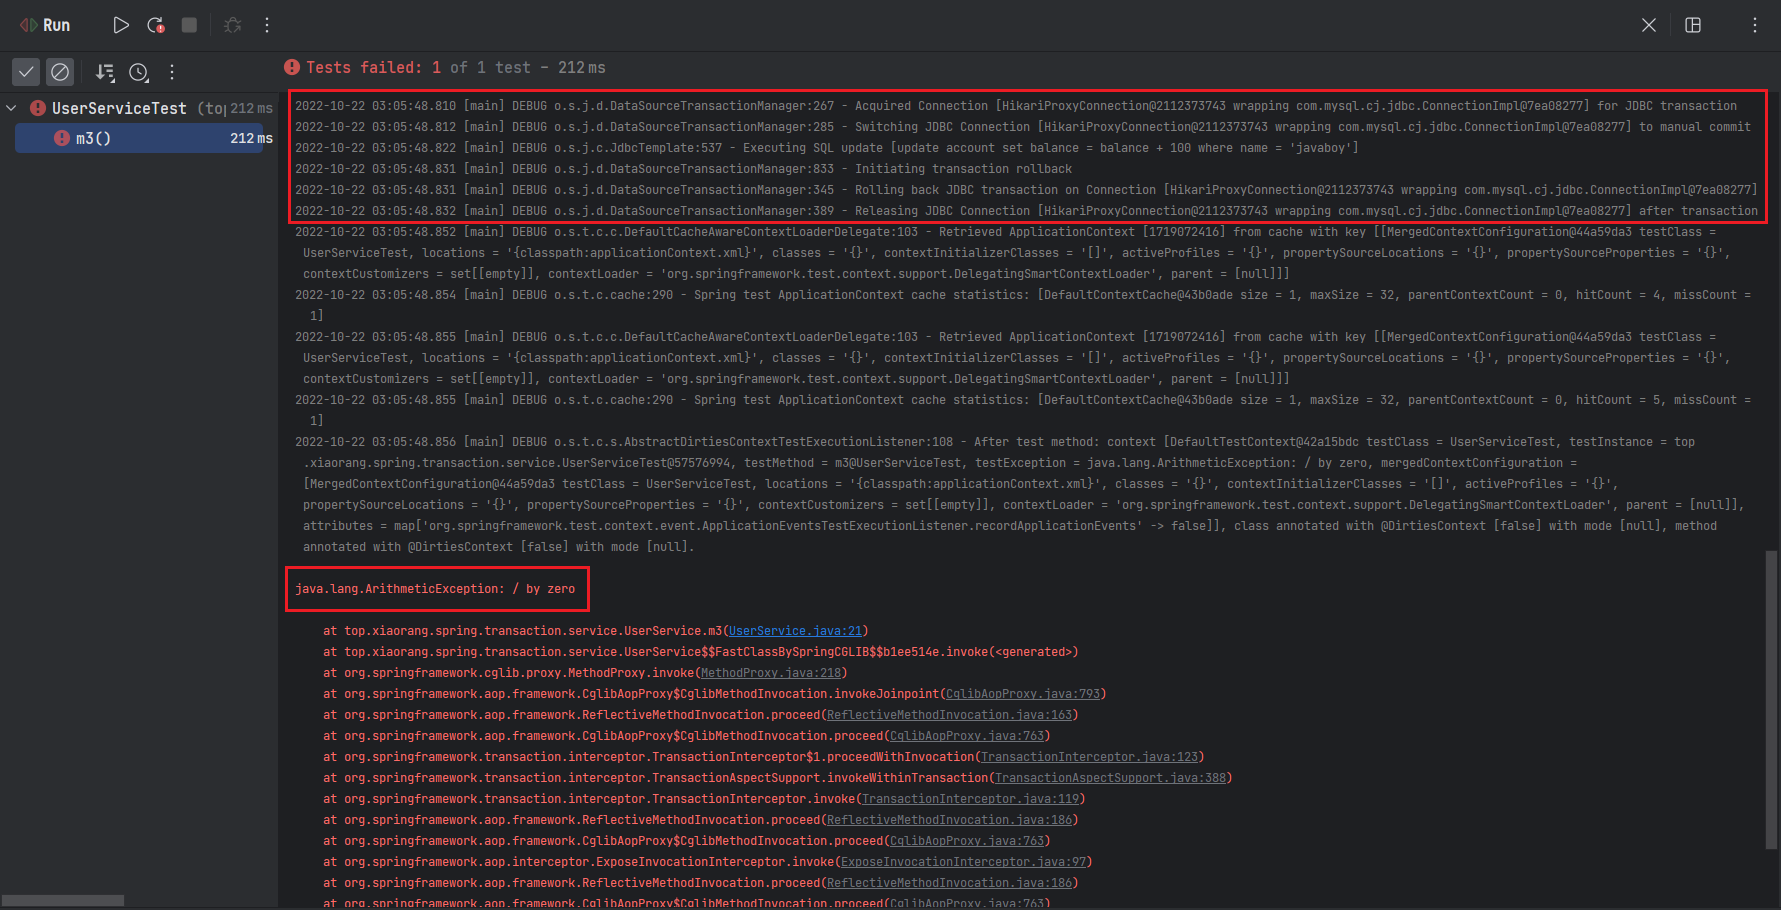 Run
Tests failed: 1 of 1 test – 212 ms
UserServiceTest (top 212 ms
m3() 212 ms
2022-10-22 03:05:48.810 [main] DEBUG o.s.j.d.DataSourceTransactionManager:267 - Acquired Connection [HikariProxyConnection@2112373743 wrapping com.mysql.cj.jdbc.ConnectionImpl@7ea08277] for JDBC transaction
2022-10-22 03:05:48.812 [main] DEBUG o.s.j.d.DataSourceTransactionManager:285 - Switching JDBC Connection [HikariProxyConnection@2112373743 wrapping com.mysql.cj.jdbc.ConnectionImpl@7ea08277] to manual commit
2022-10-22 03:05:48.822 [main] DEBUG o.s.j.c.JdbcTemplate:537 - Executing SQL update [update account set balance = balance + 100 where name = 'javaboy']
2022-10-22 03:05:48.831 [main] DEBUG o.s.j.d.DataSourceTransactionManager:833 - Initiating transaction rollback
2022-10-22 03:05:48.831 [main] DEBUG o.s.j.d.DataSourceTransactionManager:345 - Rolling back JDBC transaction on Connection [HikariProxyConnection@2112373743 wrapping com.mysql.cj.jdbc.ConnectionImpl@7ea08277]
2022-10-22 03:05:48.832 [main] DEBUG o.s.j.d.DataSourceTransactionManager:389 - Releasing JDBC Connection [HikariProxyConnection@2112373743 wrapping com.mysql.cj.jdbc.ConnectionImpl@7ea08277] after transaction
2022-10-22 03:05:48.852 [main] DEBUG o.s.t.c.c.DefaultCacheAwareContextLoaderDelegate:103 - Retrieved ApplicationContext [1719072416] from cache with key [[MergedContextConfiguration@44a59da3 testClass =
UserServiceTest, locations = '{classpath:applicationContext.xml}', classes = '{}', contextInitializerClasses = '[]', activeProfiles = '{}', propertySourceLocations = '{}', propertySourceProperties = '{}',
contextCustomizers = set[[empty]], contextLoader = 'org.springframework.test.context.support.DelegatingSmartContextLoader', parent = [null]]]
2022-10-22 03:05:48.854 [main] DEBUG o.s.t.c.cache:290 - Spring test ApplicationContext cache statistics: [DefaultContextCache@43b0ade size = 1, maxSize = 32, parentContextCount = 0, hitCount = 4, missCount =
1]
2022-10-22 03:05:48.855 [main] DEBUG o.s.t.c.c.DefaultCacheAwareContextLoaderDelegate:103 - Retrieved ApplicationContext [1719072416] from cache with key [[MergedContextConfiguration@44a59da3 testClass =
UserServiceTest, locations = '{classpath:applicationContext.xml}', classes = '{}', contextInitializerClasses = '[]', activeProfiles = '{}', propertySourceLocations = '{}', propertySourceProperties = '{}',
contextCustomizers = set[[empty]], contextLoader = 'org.springframework.test.context.support.DelegatingSmartContextLoader', parent = [null]]]
2022-10-22 03:05:48.855 [main] DEBUG o.s.t.c.cache:290 - Spring test ApplicationContext cache statistics: [DefaultContextCache@43b0ade size = 1, maxSize = 32, parentContextCount = 0, hitCount = 5, missCount =
1]
2022-10-22 03:05:48.856 [main] DEBUG o.s.t.c.s.AbstractDirtiesContextTestExecutionListener:108 - After test method: context [DefaultTestContext@42a15bdc testClass = UserServiceTest, testInstance = top
.xiaorang.spring.transaction.service.UserServiceTest@57576994, testMethod = m3@UserServiceTest, testException = java.lang.ArithmeticException: / by zero, mergedContextConfiguration =
[MergedContextConfiguration@44a59da3 testClass = UserServiceTest, locations = '{classpath:applicationContext.xml}', classes = '{}', contextInitializerClasses = '[]', activeProfiles = '{}',
propertySourceLocations = '{}', propertySourceProperties = '{}', contextCustomizers = set[[empty]], contextLoader = 'org.springframework.test.context.support.DelegatingSmartContextLoader', parent = [null]],
attributes = map['org.springframework.test.context.event.ApplicationEventsTestExecutionListener.recordApplicationEvents' -> false]], class annotated with @DirtiesContext [false] with mode [null], method
annotated with @DirtiesContext [false] with mode [null].
java.lang.ArithmeticException: / by zero
at top.xiaorang.spring.transaction.service.UserService.m3(UserService.java:21)
at top.xiaorang.spring.transaction.service.UserService$$FastClassBySpringCGLIB$$b1ee514e.invoke(<generated>)
at org.springframework.cglib.proxy.MethodProxy.invoke(MethodProxy.java:218)
at org.springframework.aop.framework.CglibAopProxy$CglibMethodInvocation.invokeJoinpoint(CglibAopProxy.java:793)
at org.springframework.aop.framework.ReflectiveMethodInvocation.proceed(ReflectiveMethodInvocation.java:163)
at org.springframework.aop.framework.CglibAopProxy$CglibMethodInvocation.proceed(CglibAopProxy.java:763)
at org.springframework.transaction.interceptor.TransactionInterceptor$1.proceedWithInvocation(TransactionInterceptor.java:123)
at org.springframework.transaction.interceptor.TransactionAspectSupport.invokeWithinTransaction(TransactionAspectSupport.java:388)
at org.springframework.transaction.interceptor.TransactionInterceptor.invoke(TransactionInterceptor.java:119)
at org.springframework.aop.framework.ReflectiveMethodInvocation.proceed(ReflectiveMethodInvocation.java:186)
at org.springframework.aop.framework.CglibAopProxy$CglibMethodInvocation.proceed(CglibAopProxy.java:763)
at org.springframework.aop.interceptor.ExposeInvocationInterceptor.invoke(ExposeInvocationInterceptor.java:97)
at org.springframework.aop.framework.ReflectiveMethodInvocation.proceed(ReflectiveMethodInvocation.java:186)
at org.springframework.aop.framework.CglibAopProxy$CglibMethodInvocation.proceed(CglibAopProxy.java:763)